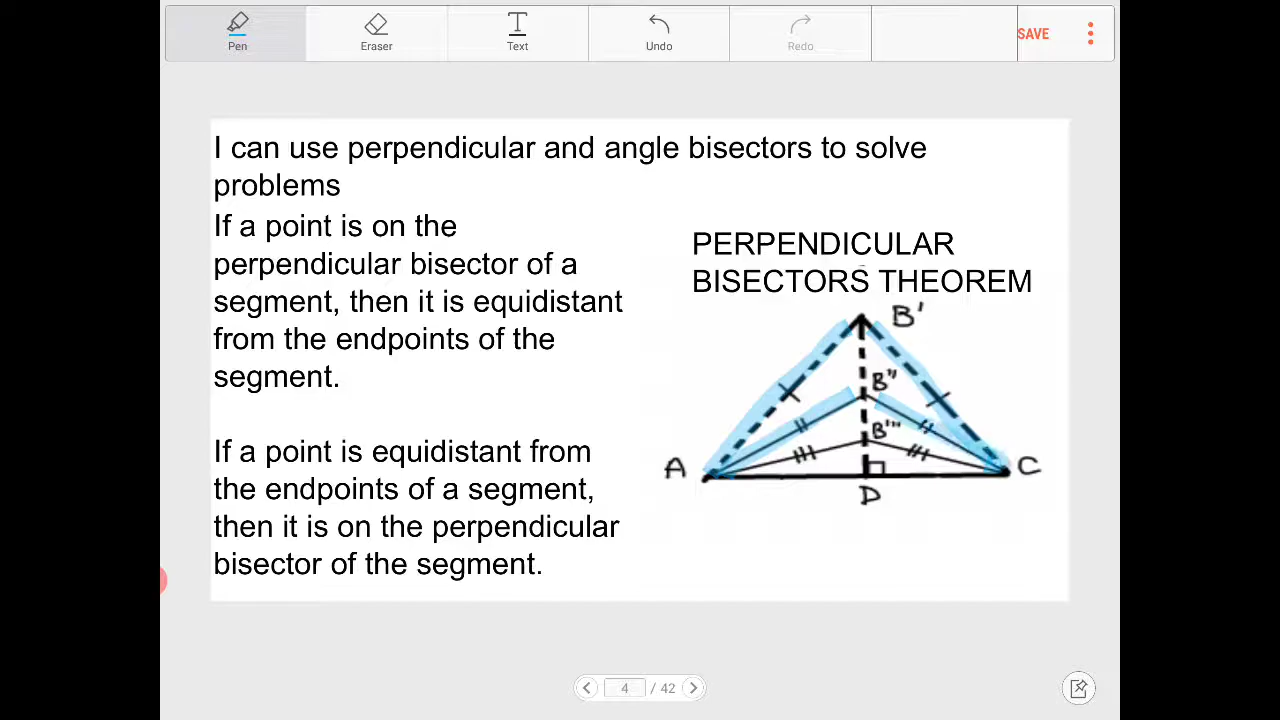 Pen
Eraser
Text
Undo
Redo
SAVE
I can use perpendicular and angle bisectors to solve
problems
If a point is on the
perpendicular bisector of a
segment, then it is equidistant
from the endpoints of the
segment.
If a point is equidistant from
the endpoints of a segment,
then it is on the perpendicular
bisector of the segment.
PERPENDICULAR
BISECTORS THEOREM
B'
B"
B'''
A
C
D
4 / 42